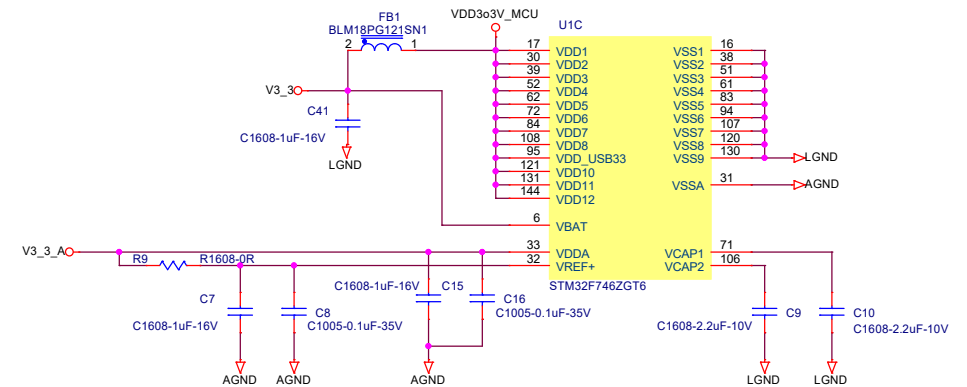 FB1
BLM18PG121SN1
VDD3o3V_MCU
U1C
2
1
17 VDD1 VSS1 16
30 VDD2 VSS2 38
39 VDD3 VSS3 51
52 VDD4 VSS4 61
62 VDD5 VSS5 83
72 VDD6 VSS6 94
84 VDD7 VSS7 107
108 VDD8 VSS8 120
95 VDD_USB33 VSS9 130
LGND
121 VDD10
131 VDD11 VSSA 31
AGND
144 VDD12
V3_3
C41
C1608-1uF-16V
LGND
6 VBAT
V3_3_A
33 VDDA VCAP1 71
32 VREF+ VCAP2 106
STM32F746ZGT6
R9
R1608-0R
C7
C1608-1uF-16V
C8
C1005-0.1uF-35V
C1608-1uF-16V
C15
C16
C1005-0.1uF-35V
C9
C1608-2.2uF-10V
C10
C1608-2.2uF-10V
AGND
AGND
AGND
LGND
LGND